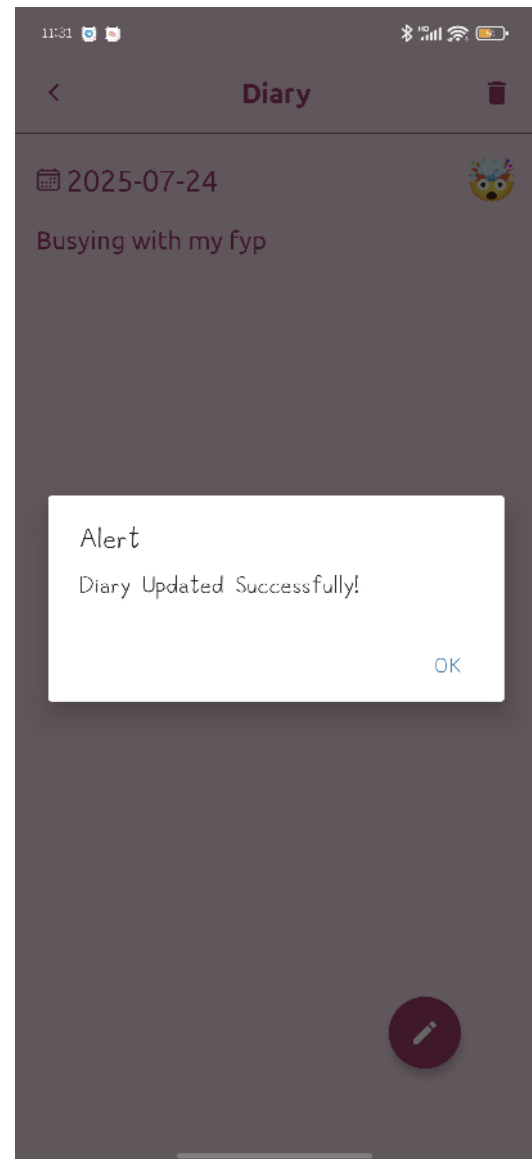 11:31
Diary
2025-07-24
Busying with my fyp
Alert
Diary Updated Successfully!
OK